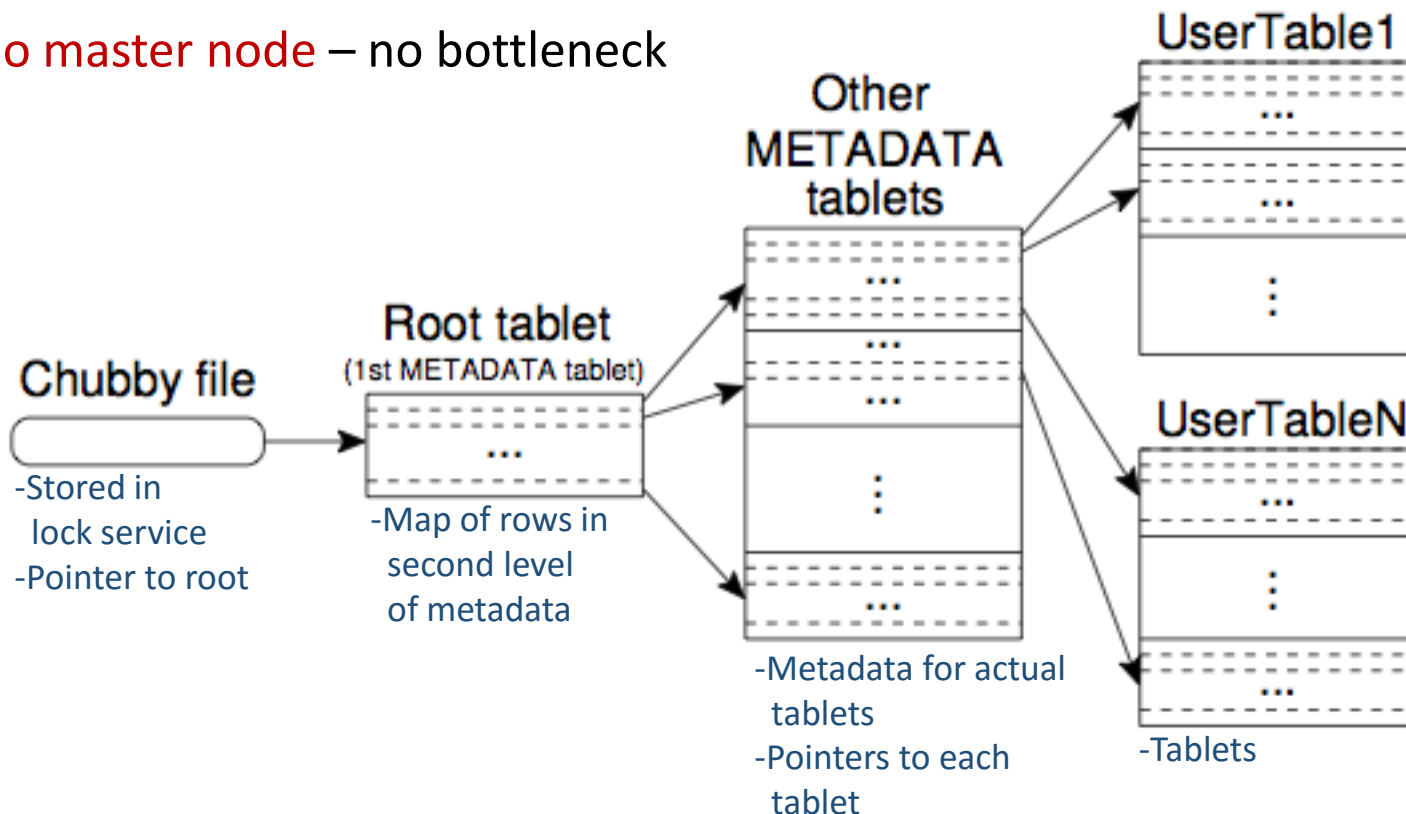 o master node – no bottleneck
UserTable1
...
...
Other
METADATA
tablets
...
...
...
...
Root tablet
(1st METADATA tablet)
...
Chubby file
-Stored in
lock service
-Pointer to root
-Map of rows in
second level
of metadata
-Metadata for actual
tablets
-Pointers to each
tablet
UserTableN
...
...
-Tablets